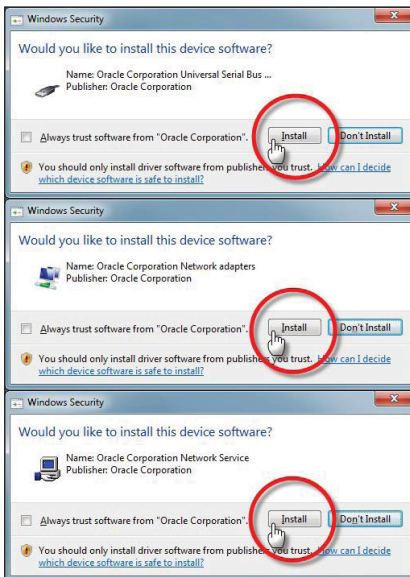 Windows Security
Would you like to install this device software?
Name: Oracle Corporation Universal Serial Bus ...
Publisher: Oracle Corporation
Always trust software from "Oracle Corporation". Install Don't Install
You should only install driver software from publishers you trust. How can I decide
which device software is safe to install?
Windows Security
Would you like to install this device software?
Name: Oracle Corporation Network adapters
Publisher: Oracle Corporation
Always trust software from "Oracle Corporation". Install Don't Install
You should only install driver software from publishers you trust. How can I decide
which device software is safe to install?
Windows Security
Would you like to install this device software?
Name: Oracle Corporation Network Service
Publisher: Oracle Corporation
Always trust software from "Oracle Corporation". Install Don't Install
You should only install driver software from publishers you trust. How can I decide
which device software is safe to install?